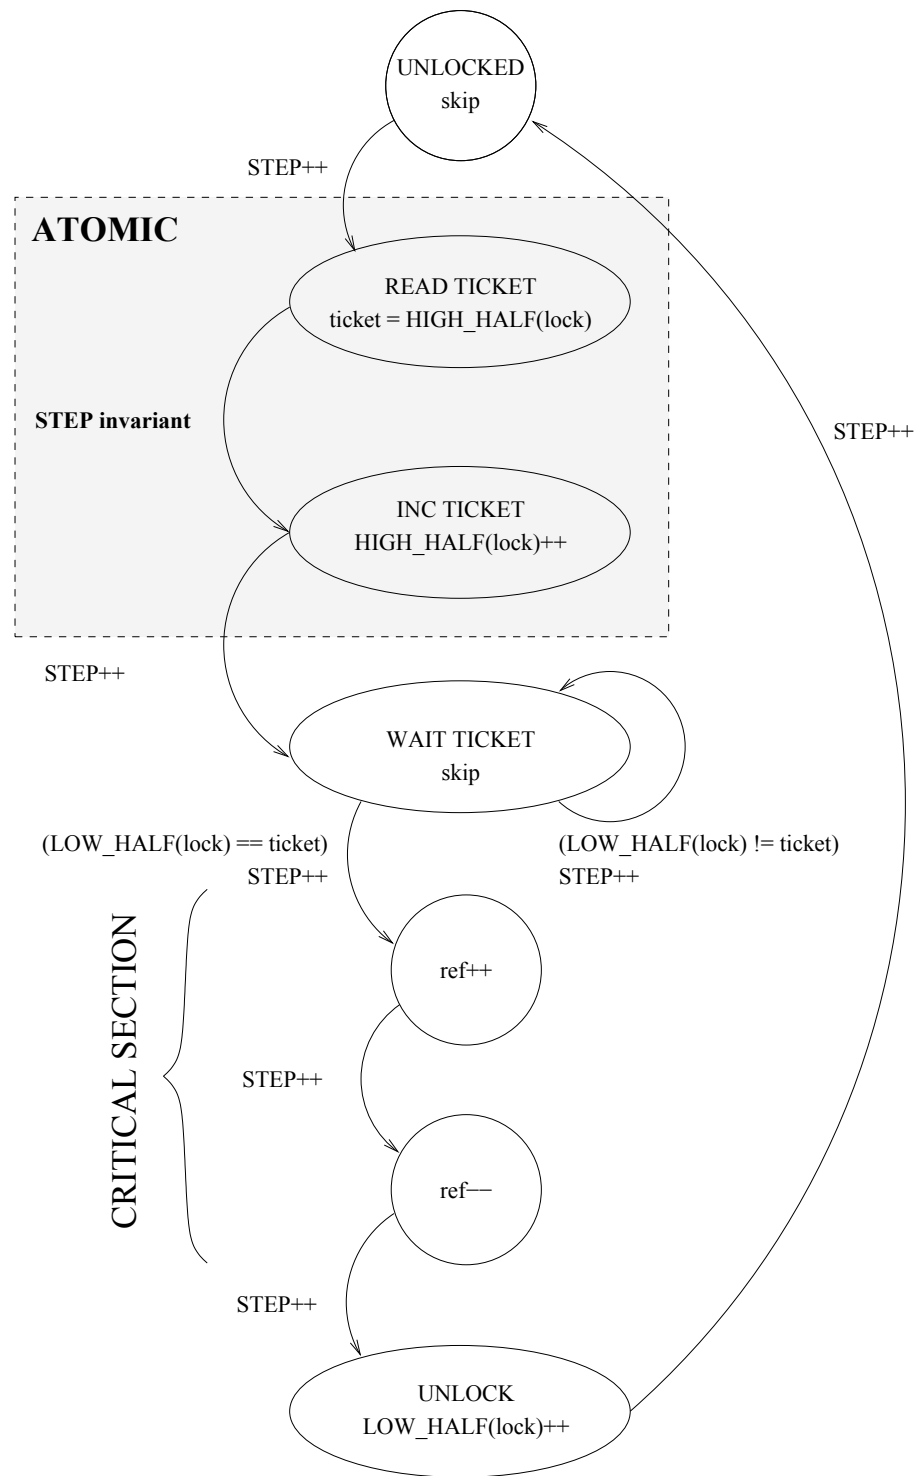 UNLOCKED
skip
STEP++
ATOMIC
READ TICKET
ticket = HIGH_HALF(lock)
STEP invariant
STEP++
INC TICKET
HIGH_HALF(lock)++
STEP++
WAIT TICKET
skip
(LOW_HALF(lock) == ticket)
STEP++
(LOW_HALF(lock) != ticket)
STEP++
CRITICAL SECTION
ref++
STEP++
ref−−
STEP++
UNLOCK
LOW_HALF(lock)++